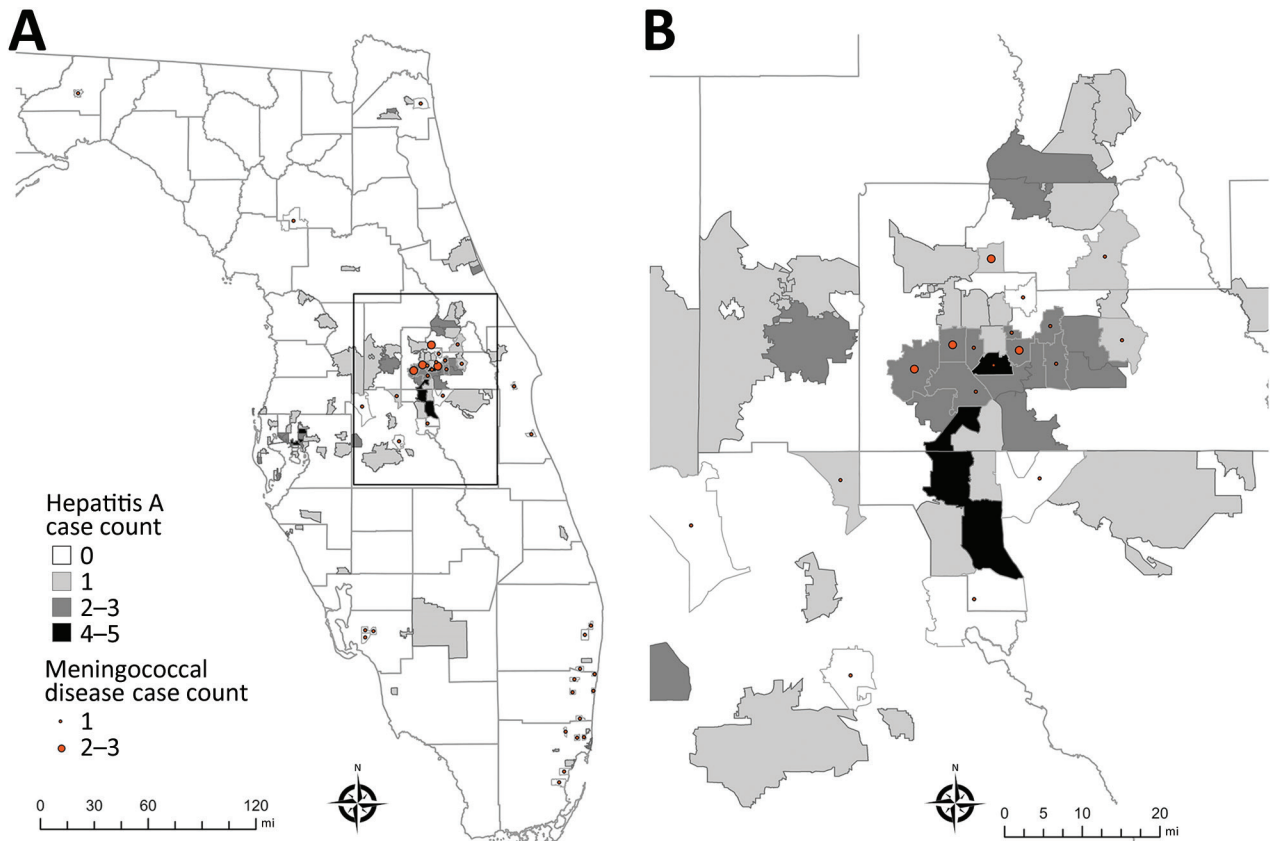 A
B
Hepatitis A
case count
0
1
2–3
4–5
Meningococcal
disease case count
1
2–3
N
0 30 60 120
mi
N
0 5 10 20
mi